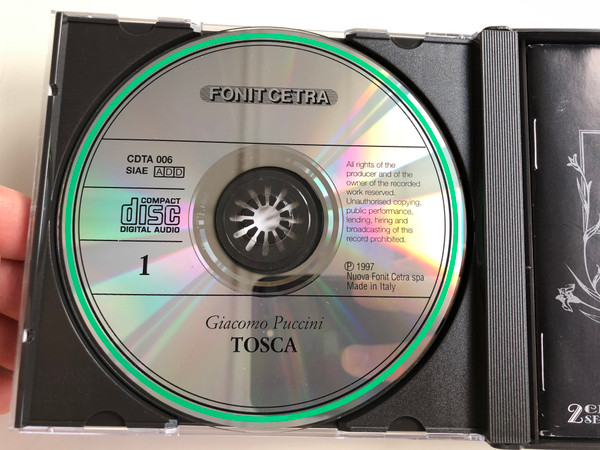 FONIT CETRA
CDTA 006
SIAE ADD
COMPACT
disc
DIGITAL AUDIO
1
All rights of the
producer and of the
owner of the recorded
work reserved.
Unauthorised copying,
public performance,
lending, hiring and
broadcasting of this
record prohibited.
Ⓟ 1997
Nuova Fonit Cetra spa
Made in Italy
Giacomo Puccini
TOSCA
2